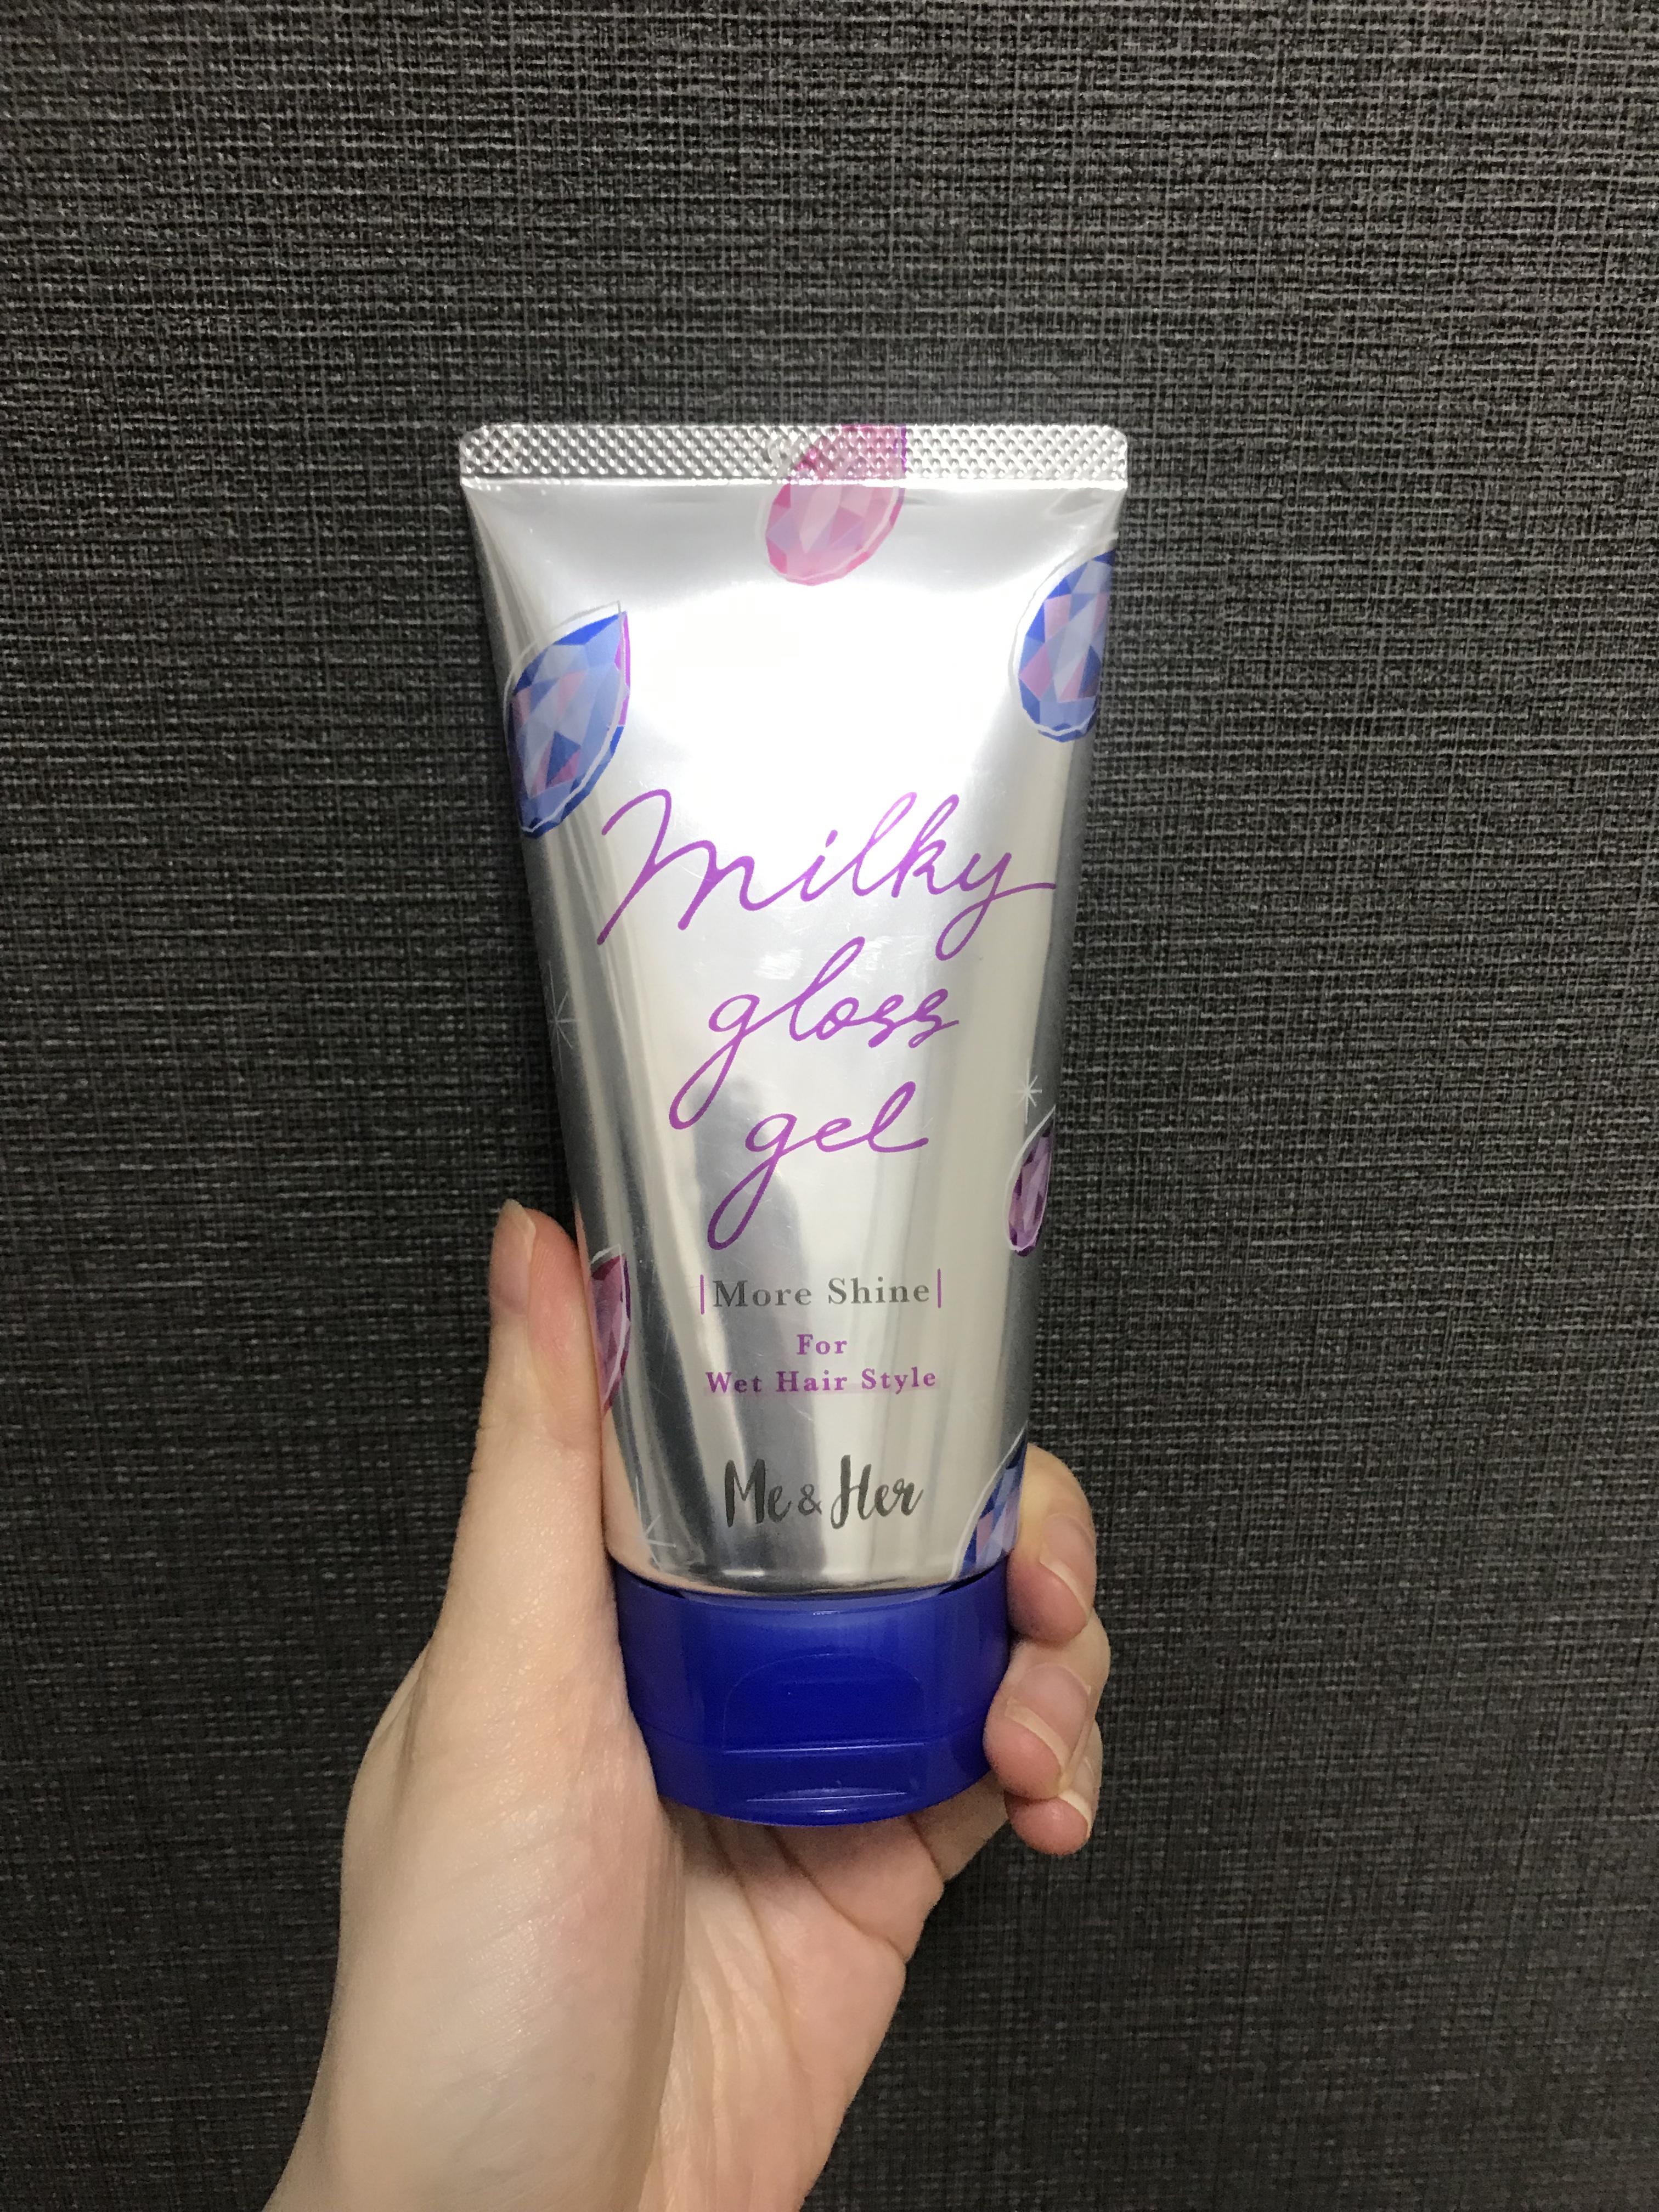 Milky
gloss
gel
|More Shine|
For
Wet Hair Style
Me & Her